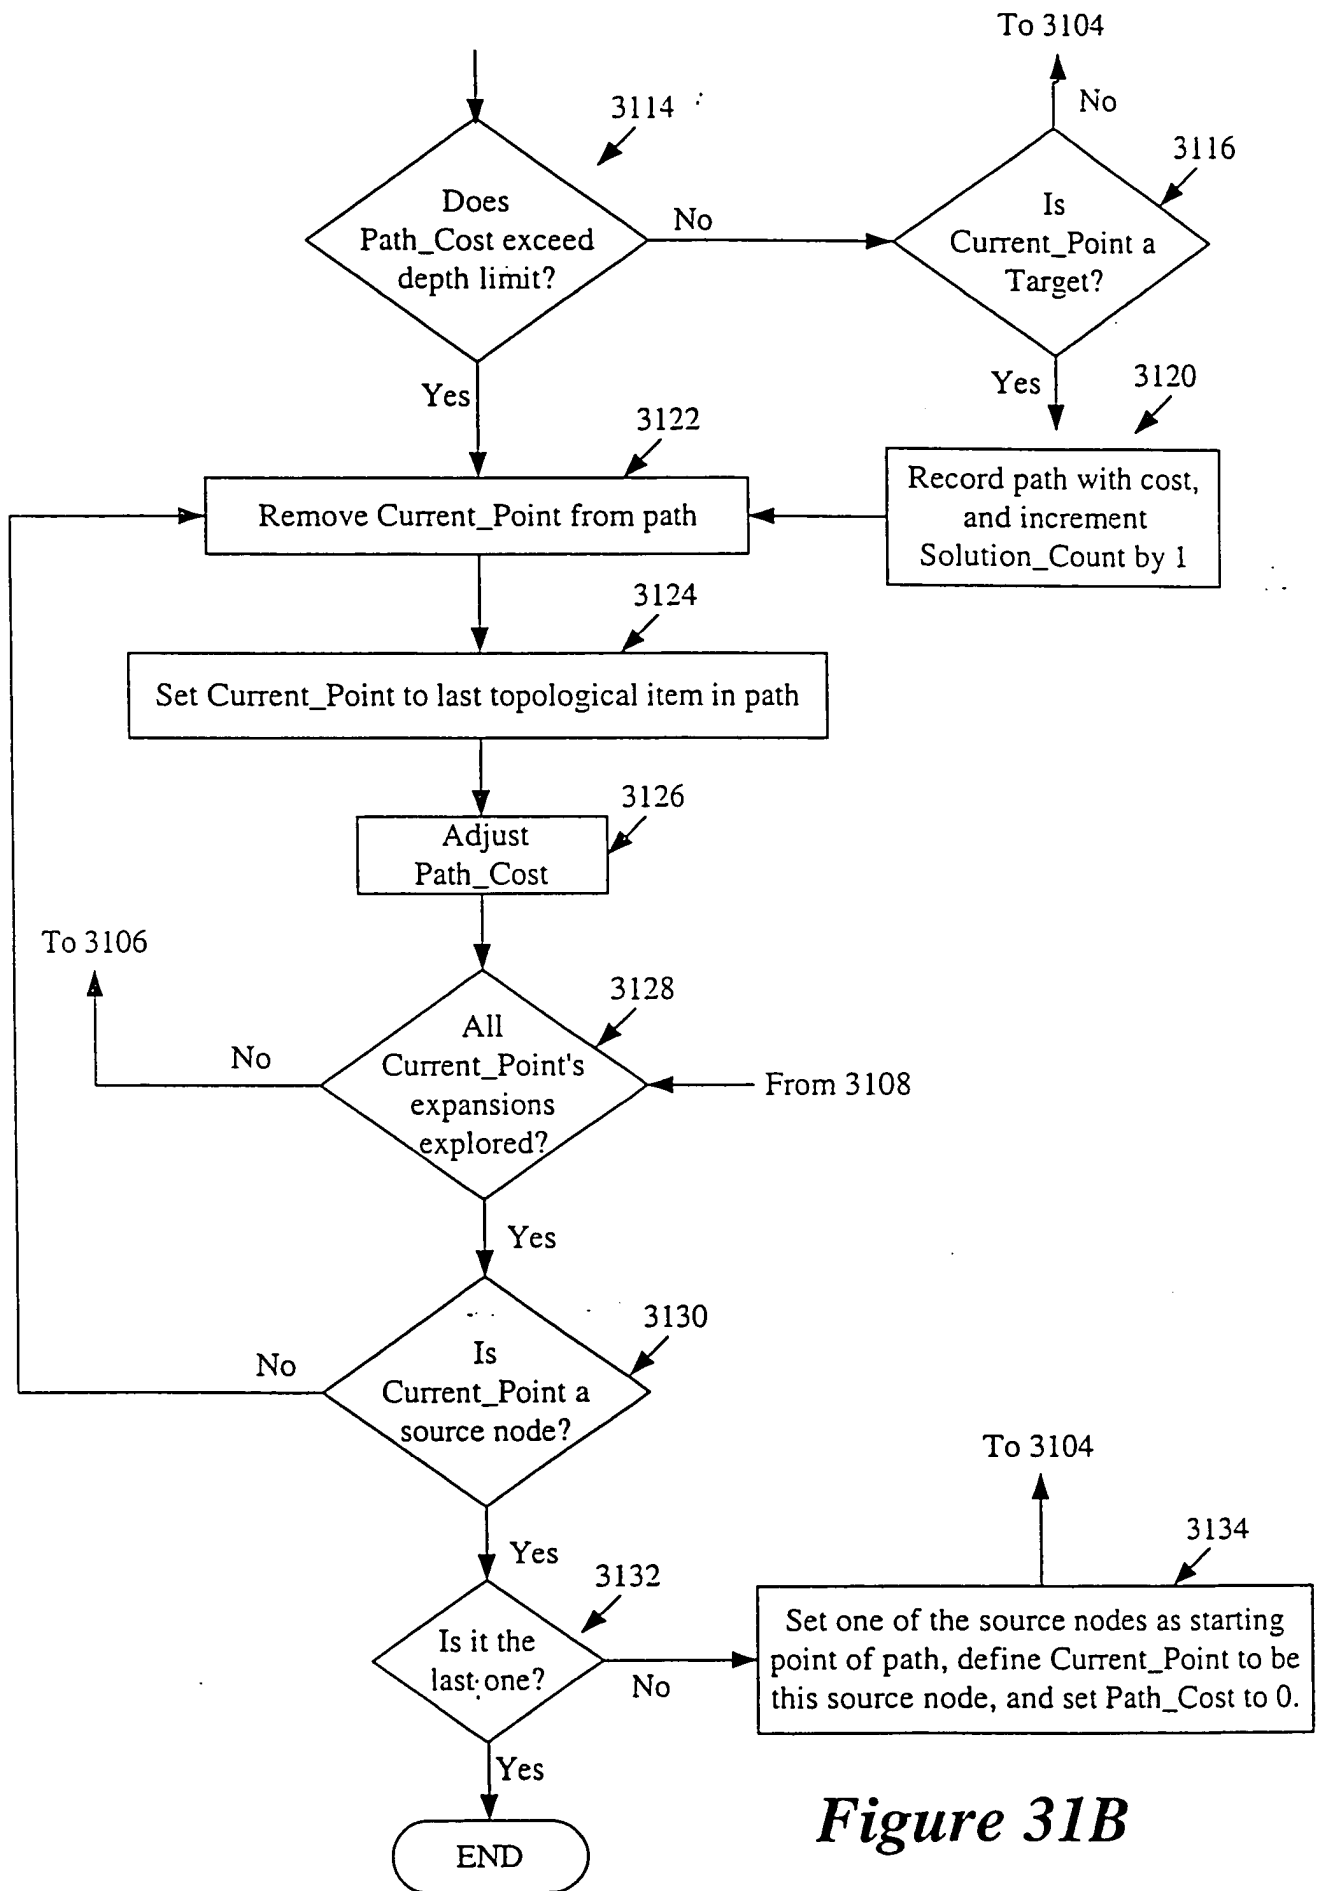 To 3104
No
3114
3116
Does
Path_Cost exceed
depth limit?
No
Is
Current_Point a
Target?
Yes
Yes
3120
3122
Remove Current_Point from path
Record path with cost,
and increment
Solution_Count by 1
3124
Set Current_Point to last topological item in path
3126
Adjust
Path_Cost
To 3106
3128
All
Current_Point's
expansions
explored?
No
From 3108
Yes
3130
Is
Current_Point a
source node?
No
To 3104
Yes
3132
3134
Is it the
last one?
No
Set one of the source nodes as starting
point of path, define Current_Point to be
this source node, and set Path_Cost to 0.
Yes
END
Figure 31B